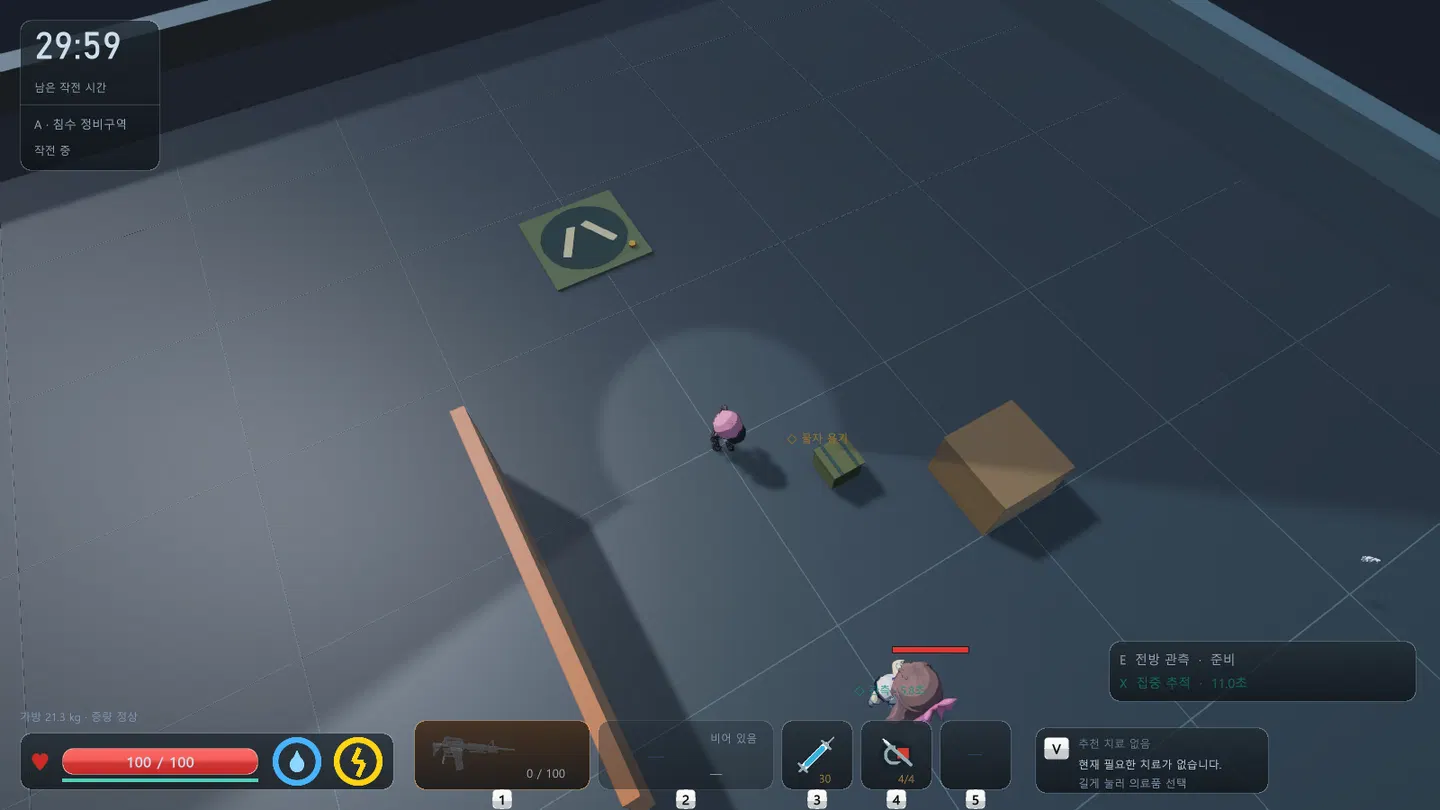 29:59
남은 작전 시간
A · 침수 정비구역
작전 중
◇ 물자 용기
E 전방 관측 · 준비
X 집중 추적 · 11.0초
가방 21.3 kg · 중량 정상
100 / 100
0 / 100
비어 있음
30
4/4
V
추천 치료 없음
현재 필요한 치료가 없습니다.
길게 눌러 의료품 선택
1
2
3
4
5